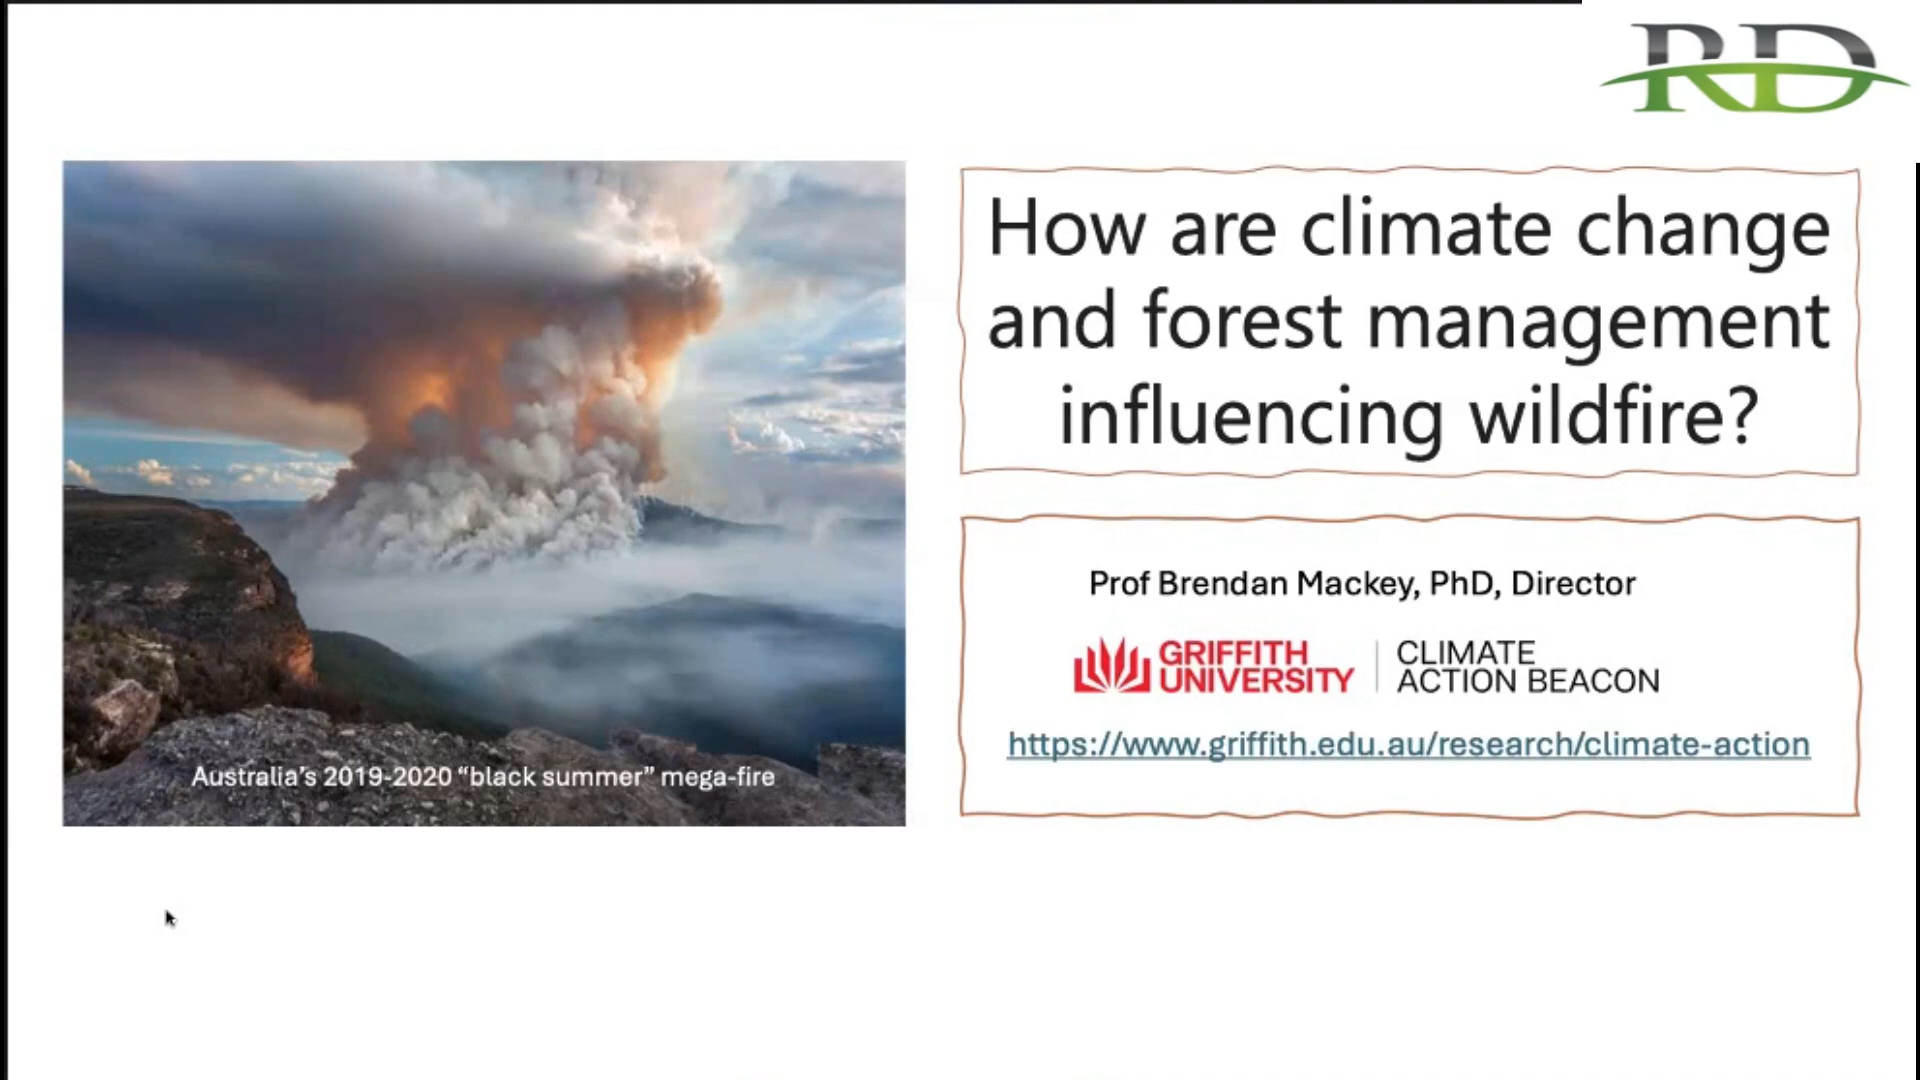 RD
How are climate change
and forest management
influencing wildfire?
Prof Brendan Mackey, PhD, Director
GRIFFITH
UNIVERSITY
CLIMATE
ACTION BEACON
https://www.griffith.edu.au/research/climate-action
Australia’s 2019-2020 “black summer” mega-fire